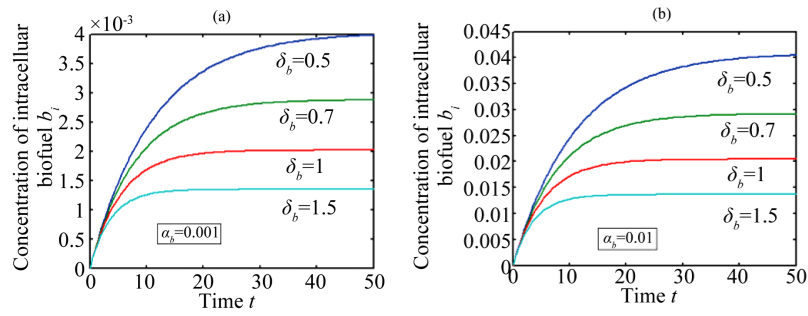 (a)
×10⁻³
4
3.5
3
2.5
2
1.5
1
0.5
0
0 10 20 30 40 50
Concentration of intracelluar
biofuel bᵢ
Time t
δ_b=0.5
δ_b=0.7
δ_b=1
δ_b=1.5
α_b=0.001
(b)
0.045
0.04
0.035
0.03
0.025
0.02
0.015
0.01
0.005
0
0 10 20 30 40 50
Concentration of intracelluar
biofuel bᵢ
Time t
δ_b=0.5
δ_b=0.7
δ_b=1
δ_b=1.5
α_b=0.01